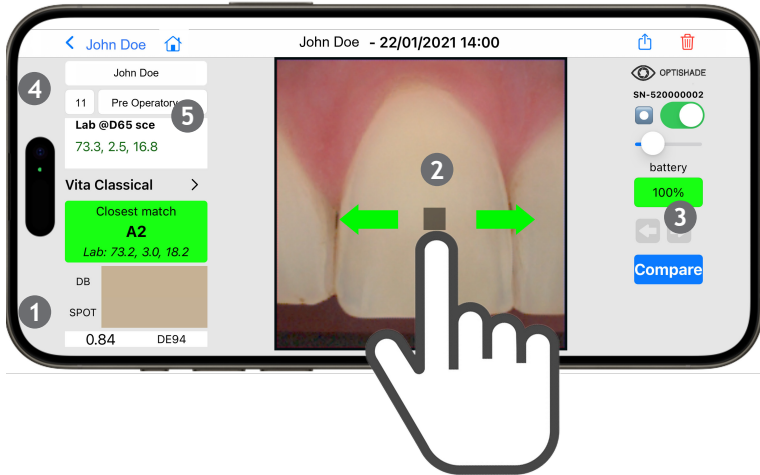 John Doe
John Doe - 22/01/2021 14:00
4
John Doe
11 Pre Operatory
5
Lab @D65 sce
73.3, 2.5, 16.8
Vita Classical
Closest match
A2
Lab: 73.2, 3.0, 18.2
DB
1
SPOT
0.84 DE94
2
OPTISHADE
SN-520000002
battery
100%
3
Compare